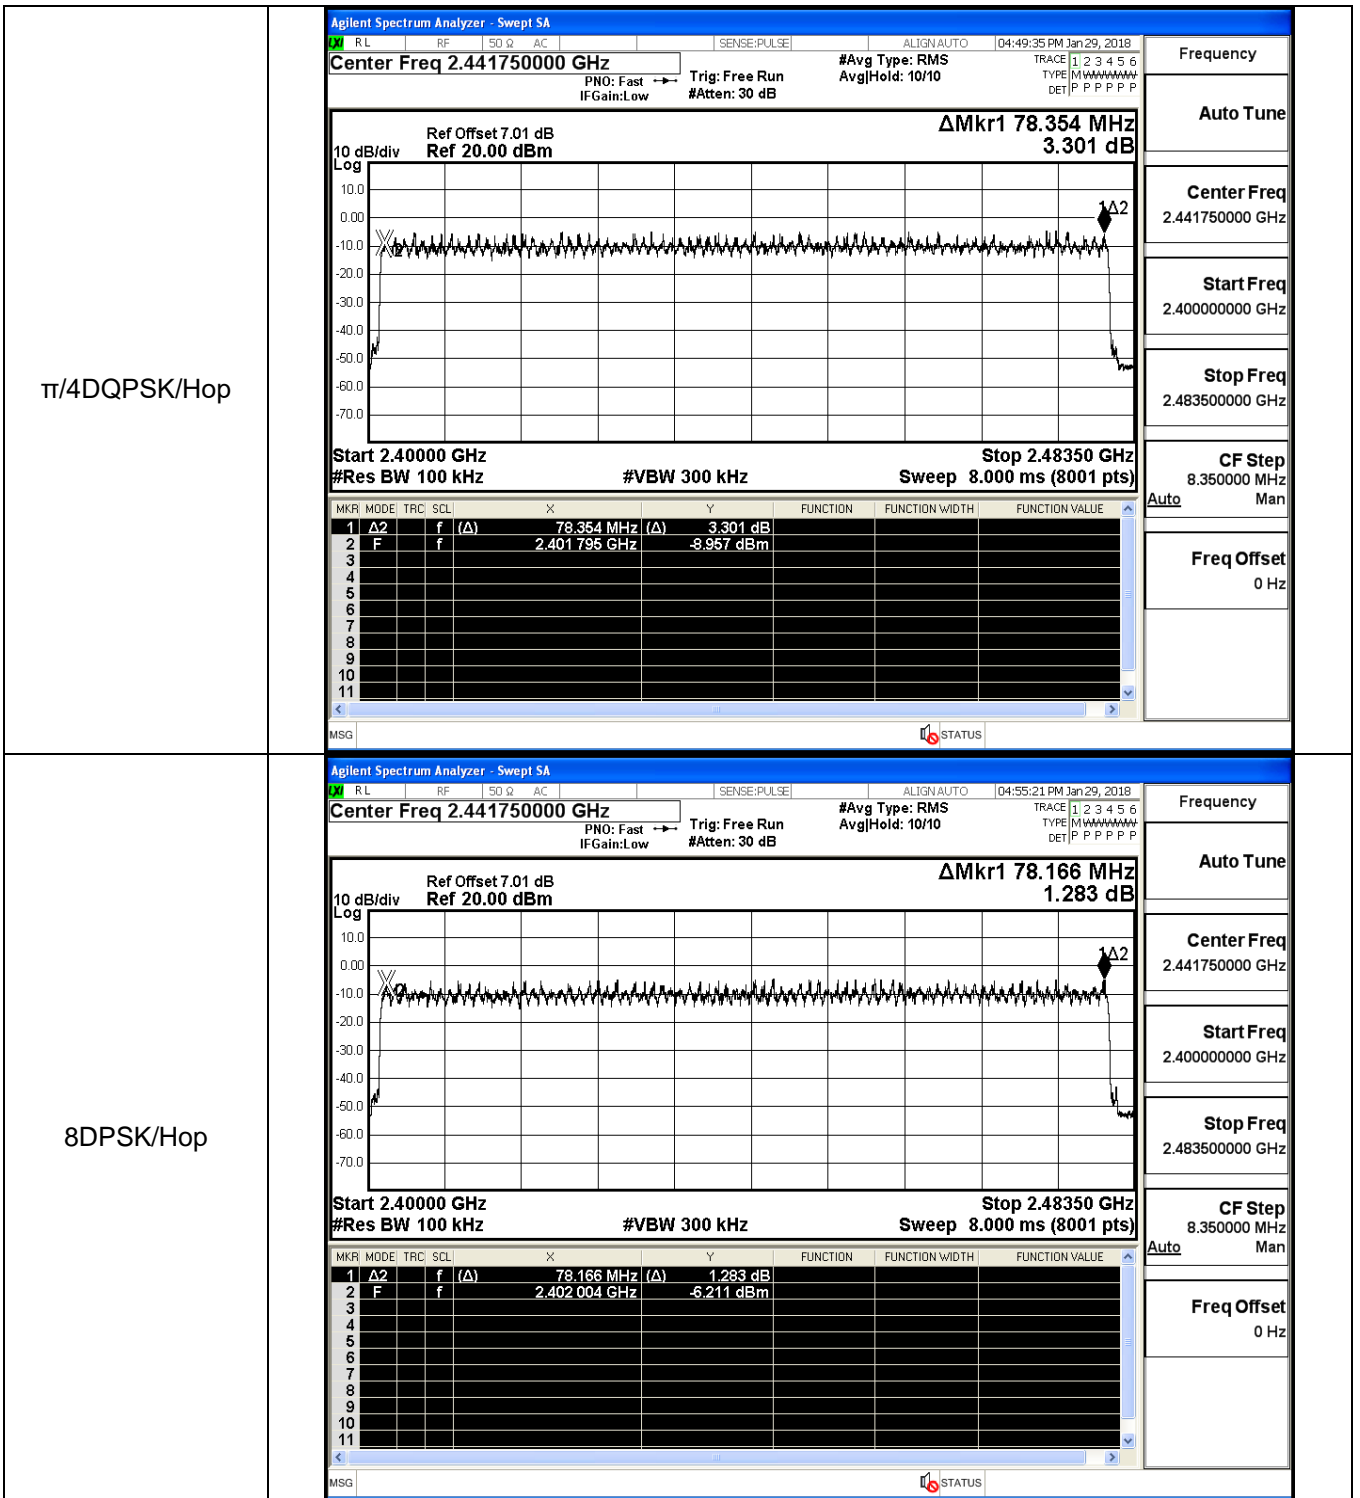 π/4DQPSK/Hop
Agilent Spectrum Analyzer - Swept SA
LXI RL RF 50 Ω AC SENSE:PULSE ALIGN AUTO 04:49:35 PM Jan 29, 2018
Center Freq 2.441750000 GHz
PNO: Fast
IFGain:Low
Trig: Free Run
#Atten: 30 dB
#Avg Type: RMS
Avg|Hold: 10/10
TRACE 1 2 3 4 5 6
TYPE MWWWWW
DET P P P P P P
Frequency
Ref Offset 7.01 dB
10 dB/div Ref 20.00 dBm
ΔMkr1 78.354 MHz
3.301 dB
Log
10.0
0.00
-10.0
-20.0
-30.0
-40.0
-50.0
-60.0
-70.0
1Δ2
2
Start 2.40000 GHz Stop 2.48350 GHz
#Res BW 100 kHz #VBW 300 kHz Sweep 8.000 ms (8001 pts)
MKR MODE TRC SCL X Y FUNCTION FUNCTION WIDTH FUNCTION VALUE
1 Δ2 f (Δ) 78.354 MHz (Δ) 3.301 dB
2 F f 2.401 795 GHz -8.957 dBm
3
4
5
6
7
8
9
10
11
MSG STATUS
Auto Tune
Center Freq
2.441750000 GHz
Start Freq
2.400000000 GHz
Stop Freq
2.483500000 GHz
CF Step
8.350000 MHz
Auto Man
Freq Offset
0 Hz
8DPSK/Hop
Agilent Spectrum Analyzer - Swept SA
LXI RL RF 50 Ω AC SENSE:PULSE ALIGN AUTO 04:55:21 PM Jan 29, 2018
Center Freq 2.441750000 GHz
PNO: Fast
IFGain:Low
Trig: Free Run
#Atten: 30 dB
#Avg Type: RMS
Avg|Hold: 10/10
TRACE 1 2 3 4 5 6
TYPE MWWWWW
DET P P P P P P
Frequency
Ref Offset 7.01 dB
10 dB/div Ref 20.00 dBm
ΔMkr1 78.166 MHz
1.283 dB
Log
10.0
0.00
-10.0
-20.0
-30.0
-40.0
-50.0
-60.0
-70.0
1Δ2
2
Start 2.40000 GHz Stop 2.48350 GHz
#Res BW 100 kHz #VBW 300 kHz Sweep 8.000 ms (8001 pts)
MKR MODE TRC SCL X Y FUNCTION FUNCTION WIDTH FUNCTION VALUE
1 Δ2 f (Δ) 78.166 MHz (Δ) 1.283 dB
2 F f 2.402 004 GHz -6.211 dBm
3
4
5
6
7
8
9
10
11
MSG STATUS
Auto Tune
Center Freq
2.441750000 GHz
Start Freq
2.400000000 GHz
Stop Freq
2.483500000 GHz
CF Step
8.350000 MHz
Auto Man
Freq Offset
0 Hz